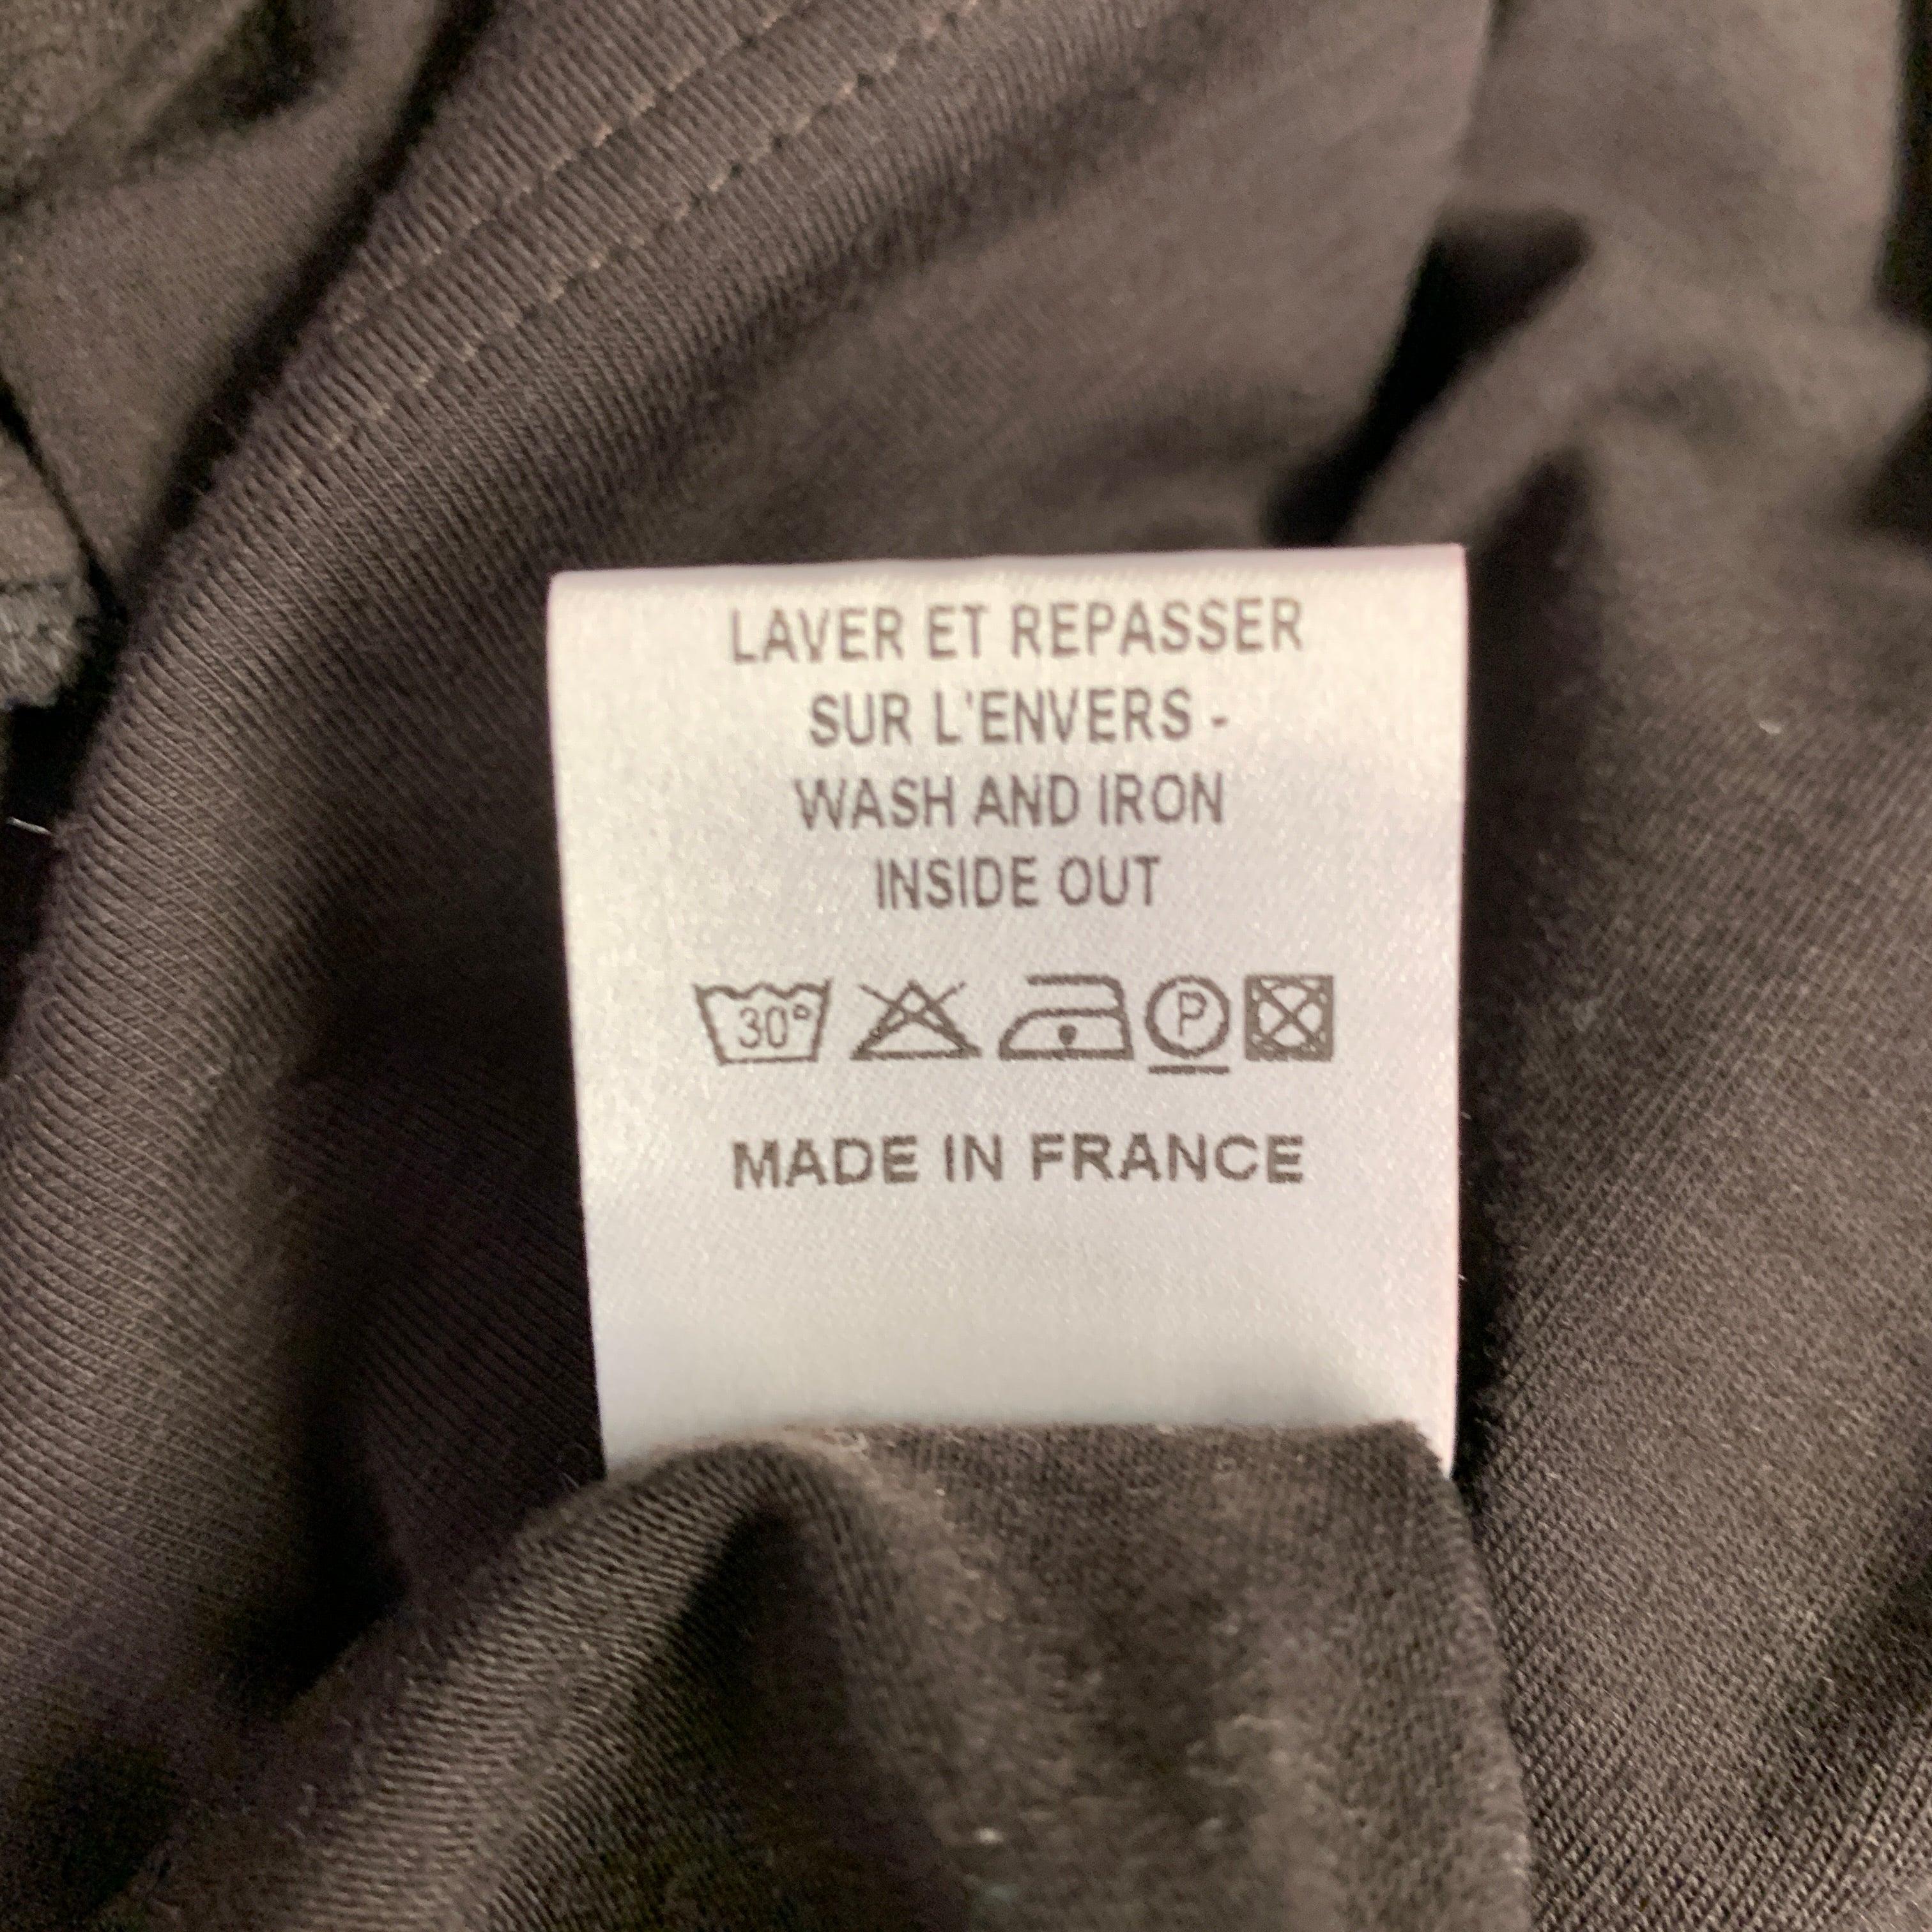 LAVER ET REPASSER
SUR L'ENVERS -
WASH AND IRON
INSIDE OUT
30° P
MADE IN FRANCE